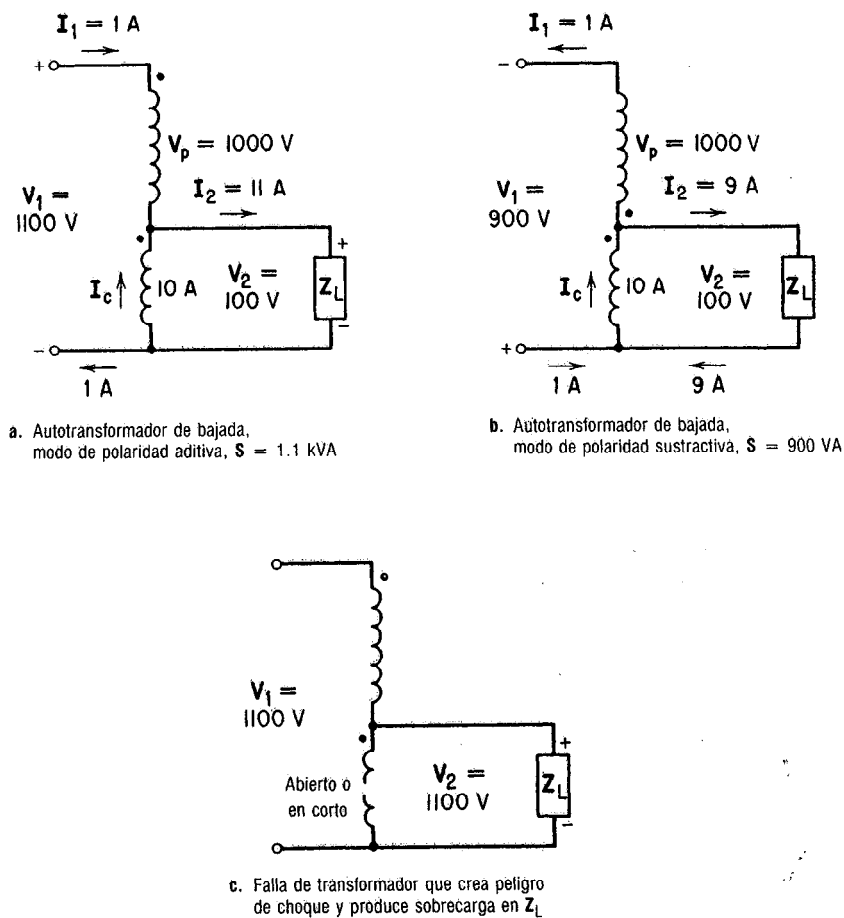 I₁ = 1 A
+
Vₚ = 1000 V
I₂ = 11 A
V₁ =
1100 V
+
I_c
10 A
V₂ =
100 V
Z_L
−
−
1 A
a. Autotransformador de bajada,
modo de polaridad aditiva, S = 1.1 kVA
I₁ = 1 A
−
Vₚ = 1000 V
I₂ = 9 A
V₁ =
900 V
I_c
10 A
V₂ =
100 V
Z_L
+
1 A
9 A
b. Autotransformador de bajada,
modo de polaridad sustractiva, S = 900 VA
V₁ =
1100 V
+
Abierto o
en corto
V₂ =
1100 V
Z_L
−
c. Falla de transformador que crea peligro
de choque y produce sobrecarga en Z_L